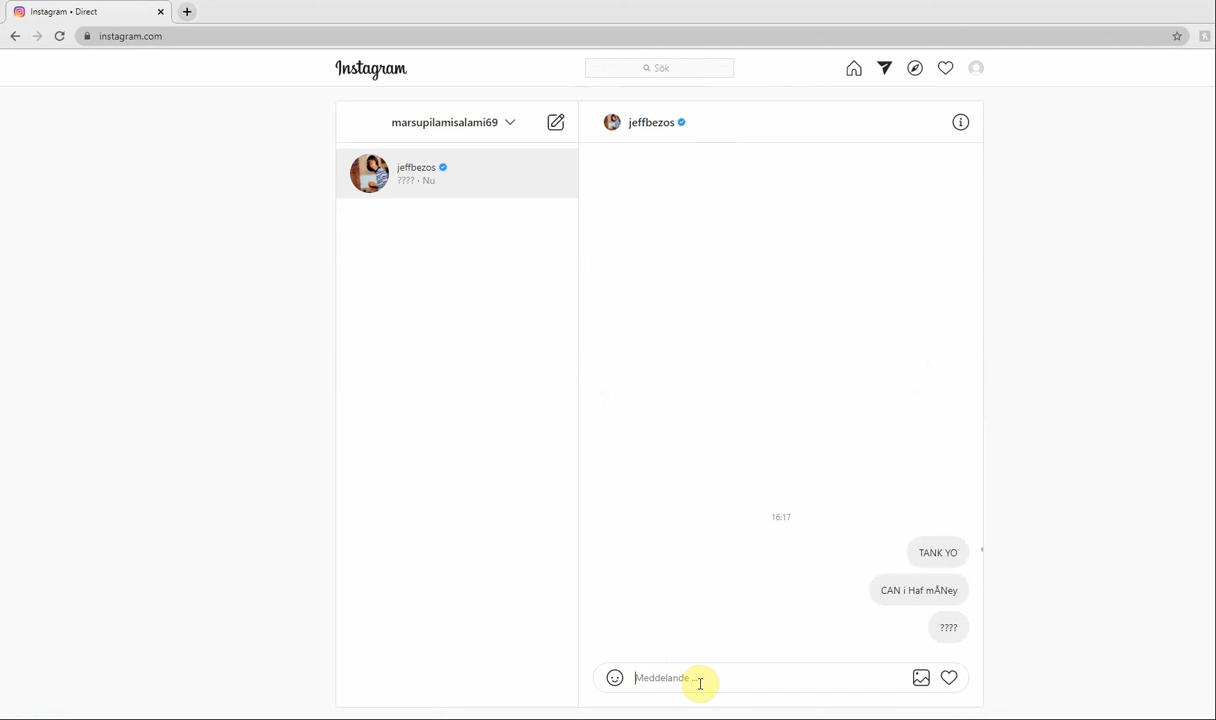 Instagram • Direct
instagram.com
Instagram
Sök
marsupilamisalami69
jeffbezos
jeffbezos
???? · Nu
16:17
TANK YO
CAN i Haf mÅNey
????
Meddelande ...